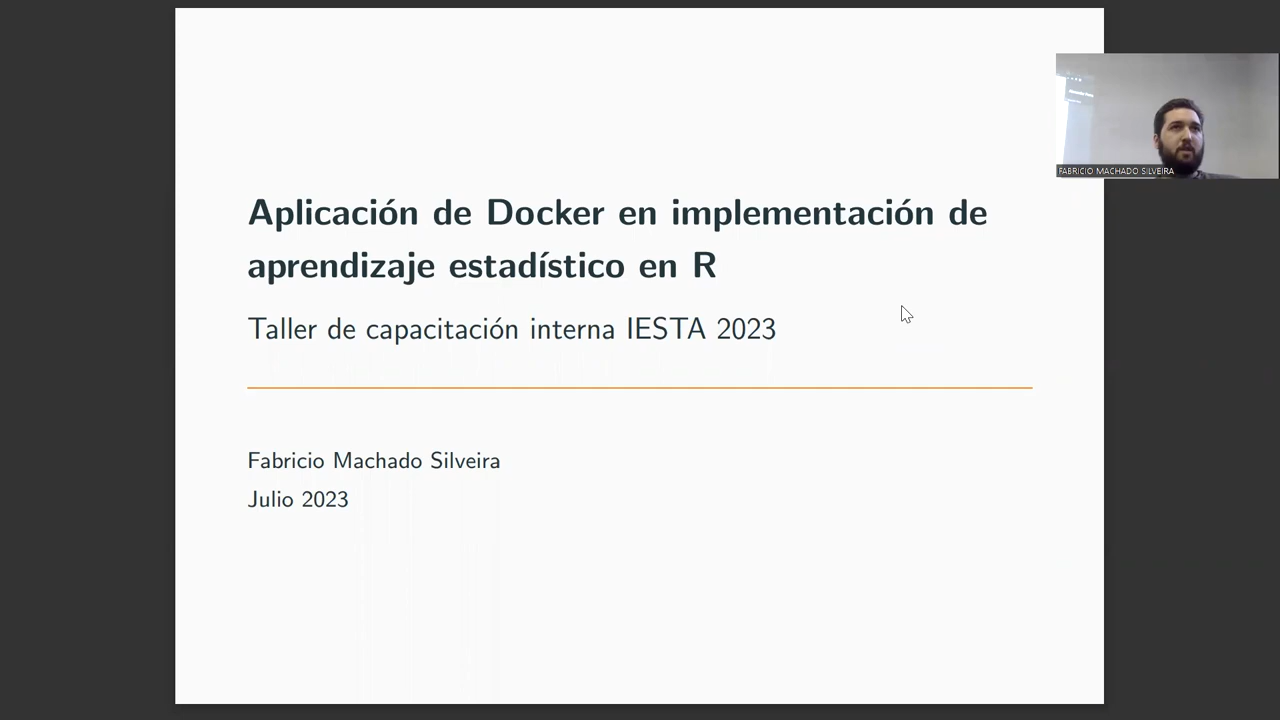 Aplicación de Docker en implementación de
aprendizaje estadístico en R
Taller de capacitación interna IESTA 2023
Fabricio Machado Silveira
Julio 2023
FABRICIO MACHADO SILVEIRA